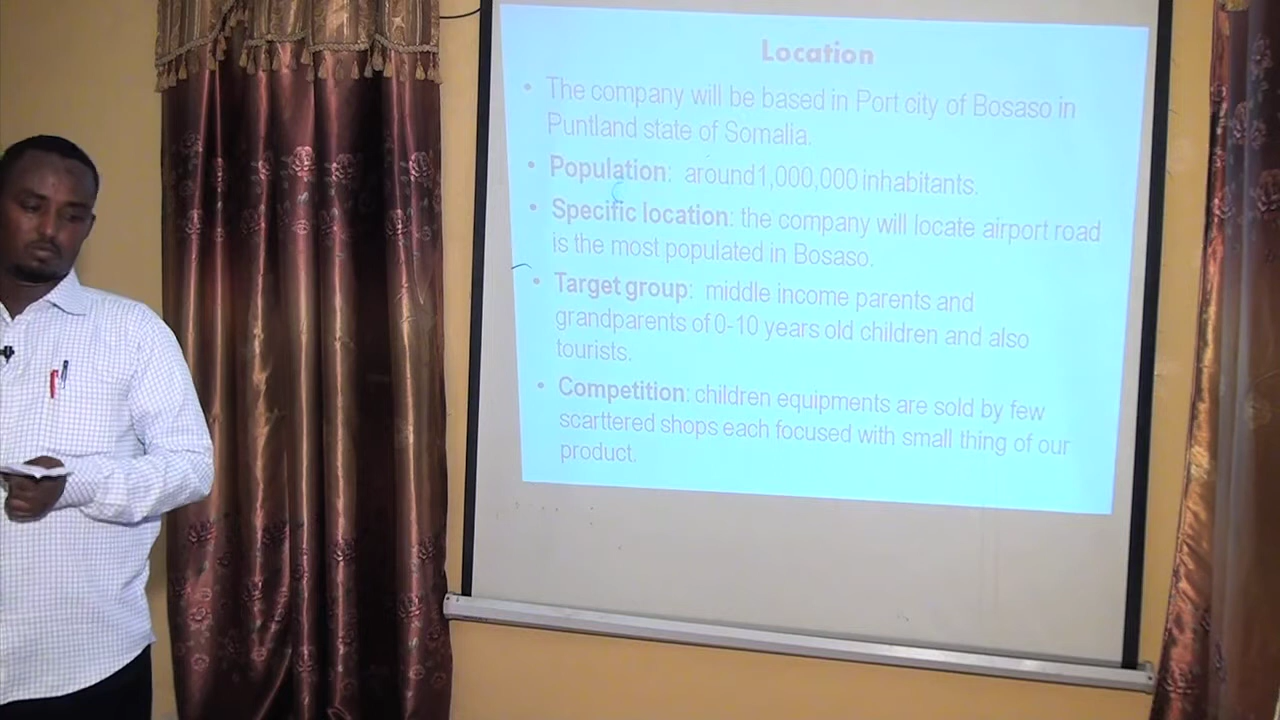 Location
• The company will be based in Port city of Bosaso in
Puntland state of Somalia.
• Population: around1,000,000 inhabitants.
• Specific location: the company will locate airport road
is the most populated in Bosaso.
• Target group: middle income parents and
grandparents of 0-10 years old children and also
tourists.
• Competition: children equipments are sold by few
scarttered shops each focused with small thing of our
product.